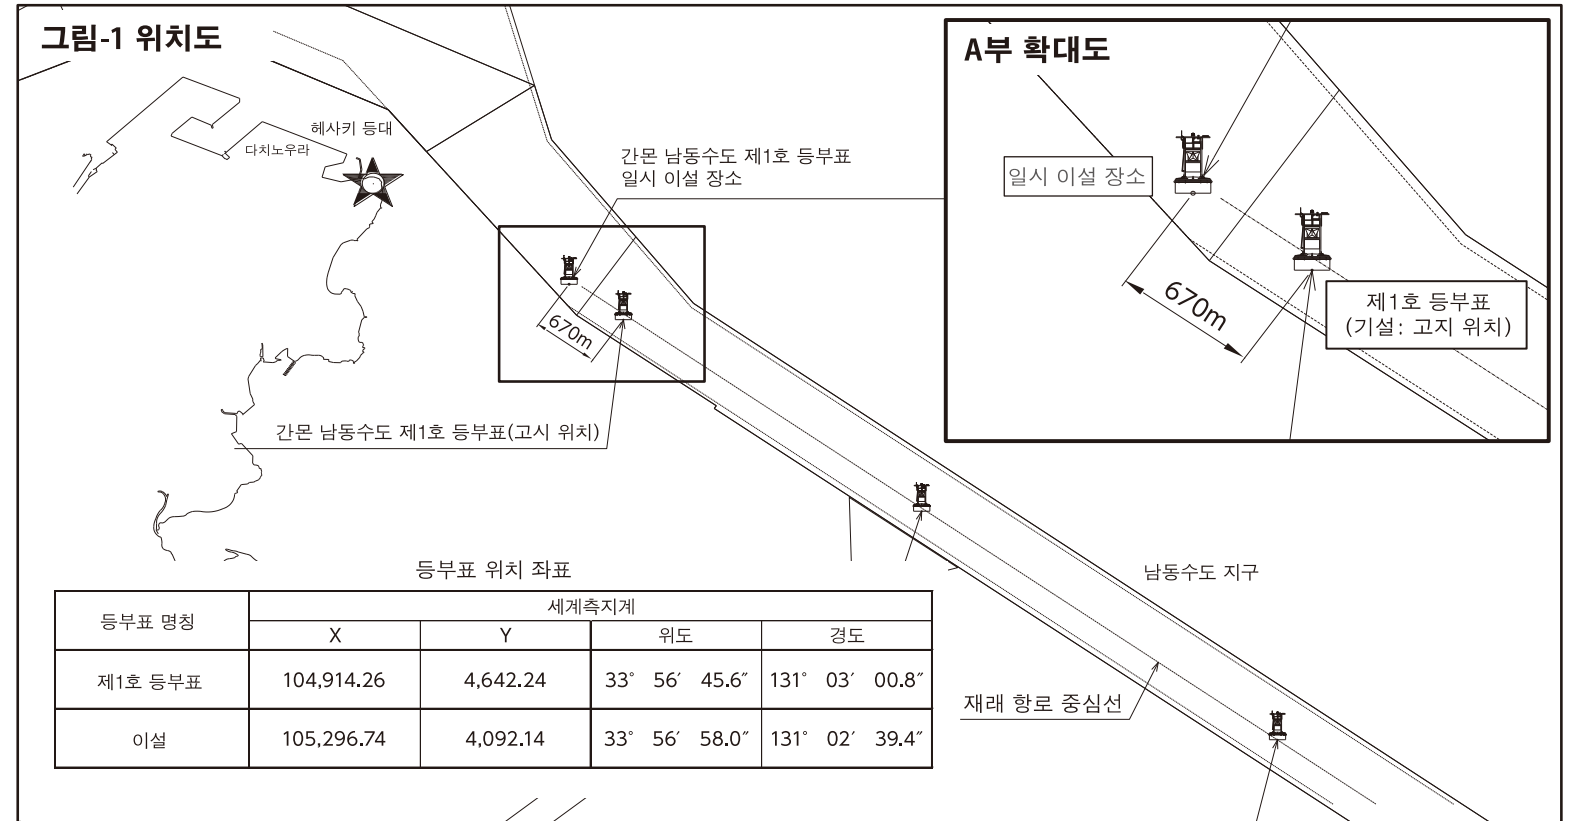 그림-1 위치도
A부 확대도
헤사키 등대
다치노우라
간몬 남동수도 제1호 등부표
일시 이설 장소
일시 이설 장소
670m
제1호 등부표
(기설: 고지 위치)
670m
간몬 남동수도 제1호 등부표(고시 위치)
남동수도 지구
재래 항로 중심선
등부표 위치 좌표
등부표 명칭 세계측지계
X Y 위도 경도
제1호 등부표 104,914.26 4,642.24 33° 56′ 45.6″ 131° 03′ 00.8″
이설 105,296.74 4,092.14 33° 56′ 58.0″ 131° 02′ 39.4″